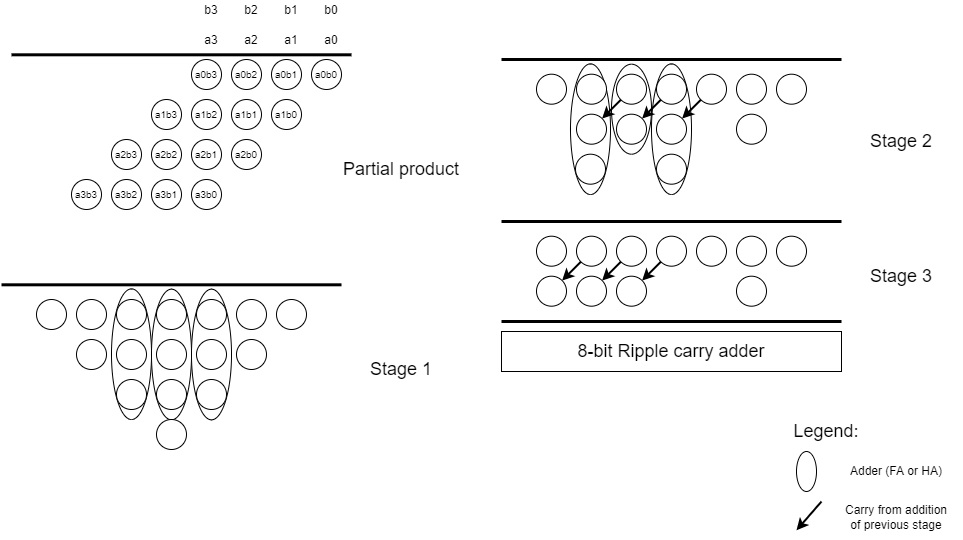 b3 b2 b1 b0
a3 a2 a1 a0
a0b3 a0b2 a0b1 a0b0
a1b3 a1b2 a1b1 a1b0
a2b3 a2b2 a2b1 a2b0
a3b3 a3b2 a3b1 a3b0
Partial product
Stage 1
Stage 2
Stage 3
8-bit Ripple carry adder
Legend:
Adder (FA or HA)
Carry from addition
of previous stage